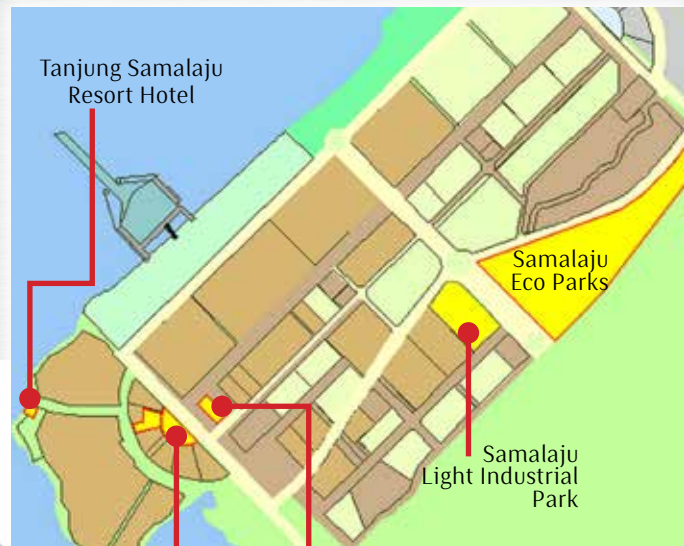 Tanjung Samalaju
Resort Hotel
Samalaju
Eco Parks
Samalaju
Light Industrial
Park